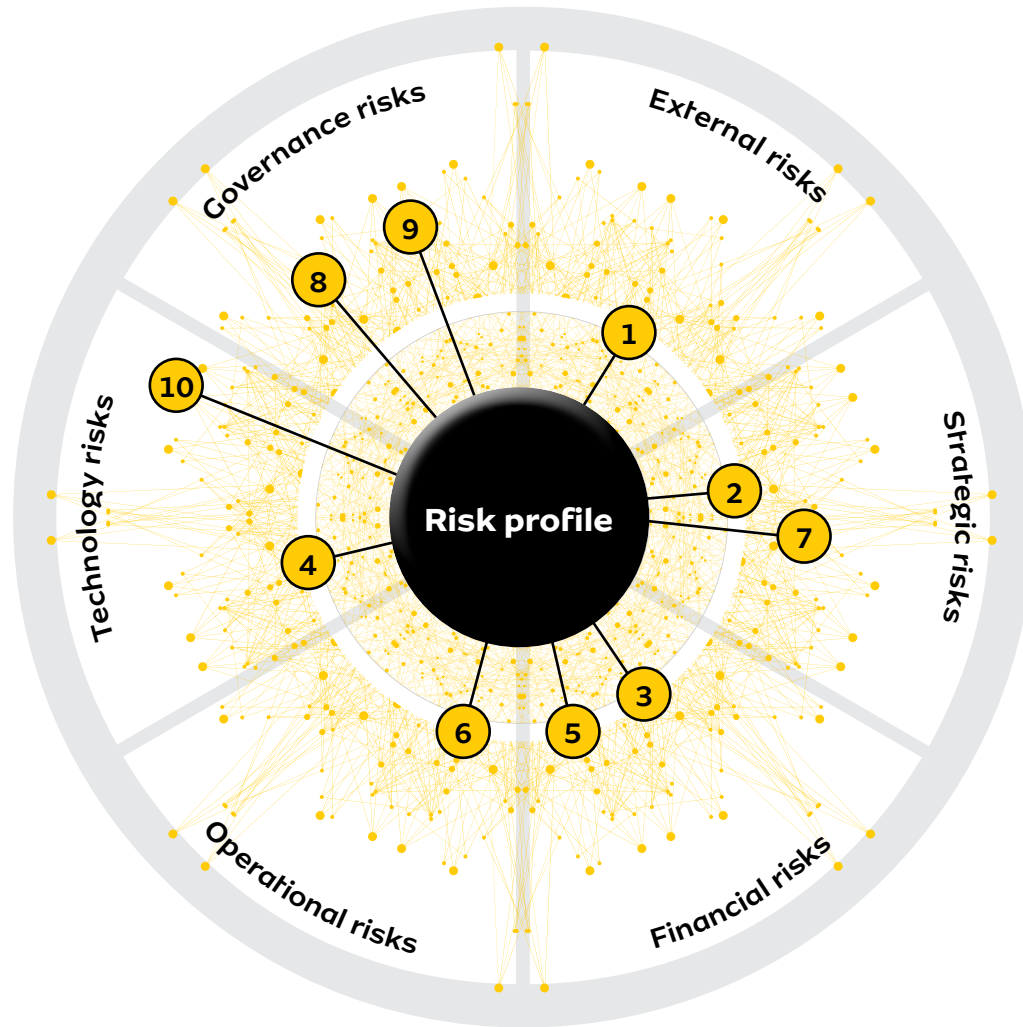 Governance risks
External risks
9
8
1
10
Technology risks
Strategic risks
2
Risk profile
7
4
3
6
5
Operational risks
Financial risks